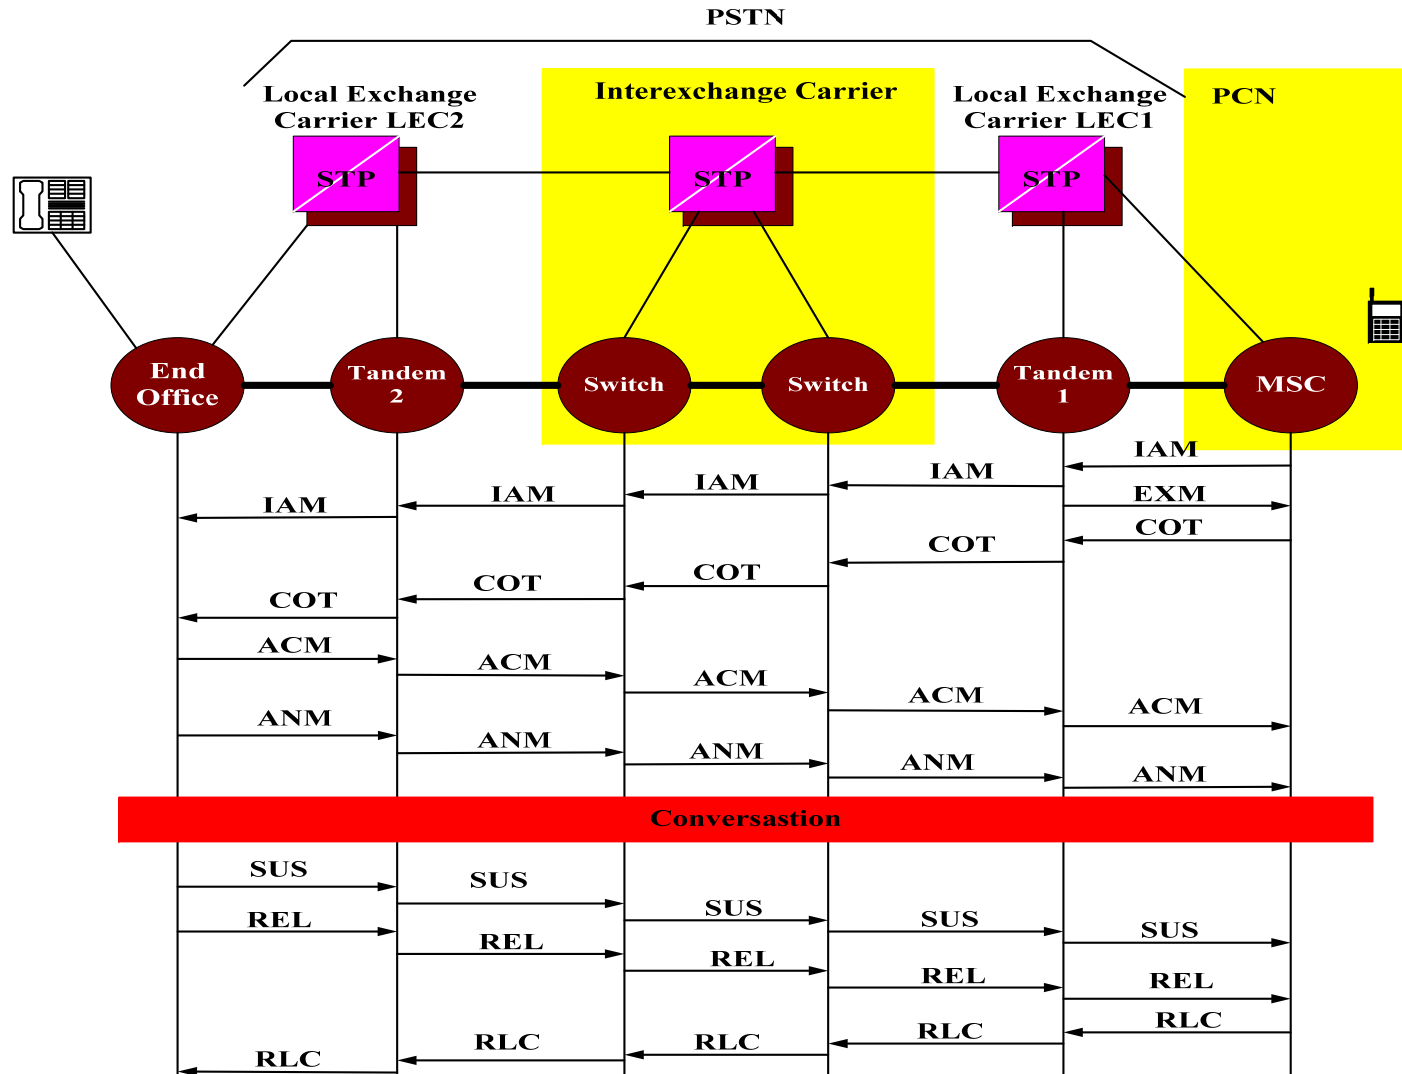 PSTN
Local Exchange
Carrier LEC2
Interexchange Carrier
Local Exchange
Carrier LEC1
PCN
STP
STP
STP
End
Office
Tandem
2
Switch
Switch
Tandem
1
MSC
IAM
IAM
IAM
IAM
IAM
EXM
COT
COT
COT
COT
COT
ACM
ACM
ACM
ACM
ACM
ANM
ANM
ANM
ANM
ANM
Conversastion
SUS
SUS
SUS
SUS
SUS
REL
REL
REL
REL
REL
RLC
RLC
RLC
RLC
RLC